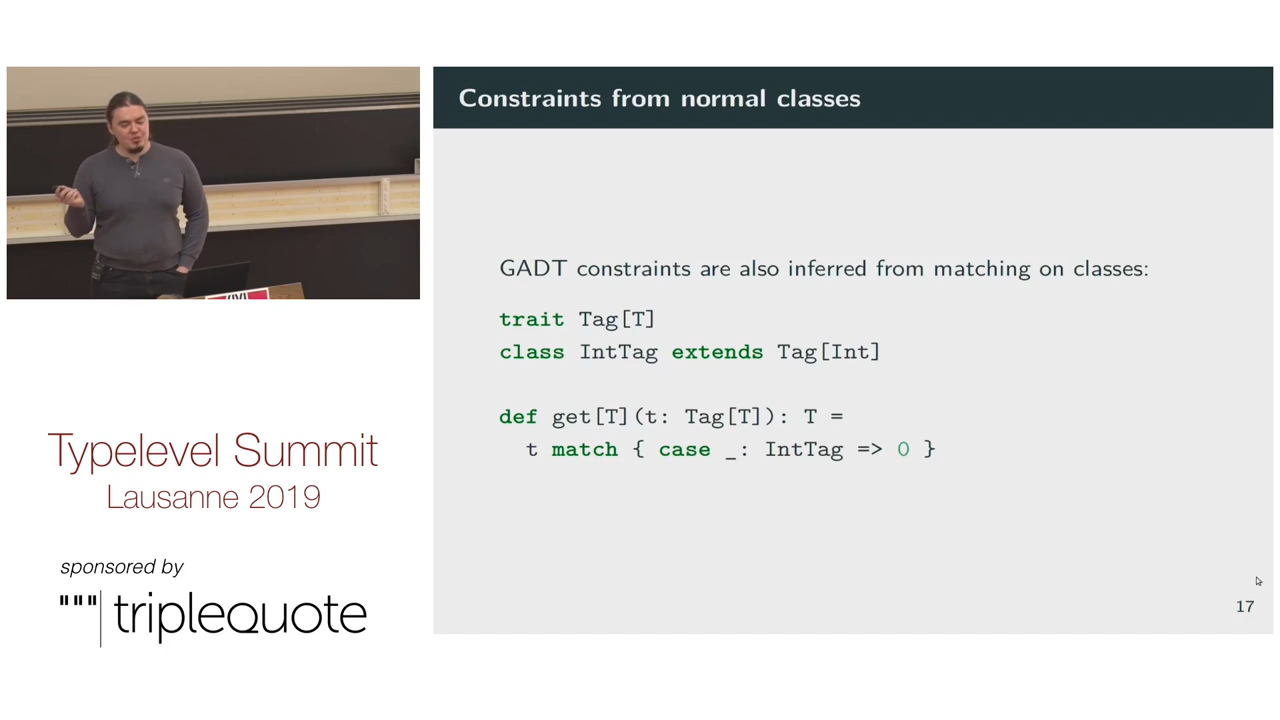 Constraints from normal classes
GADT constraints are also inferred from matching on classes:
trait Tag[T]
class IntTag extends Tag[Int]
def get[T](t: Tag[T]): T =
t match { case _: IntTag => 0 }
17
Typelevel Summit
Lausanne 2019
sponsored by
"""|triplequote